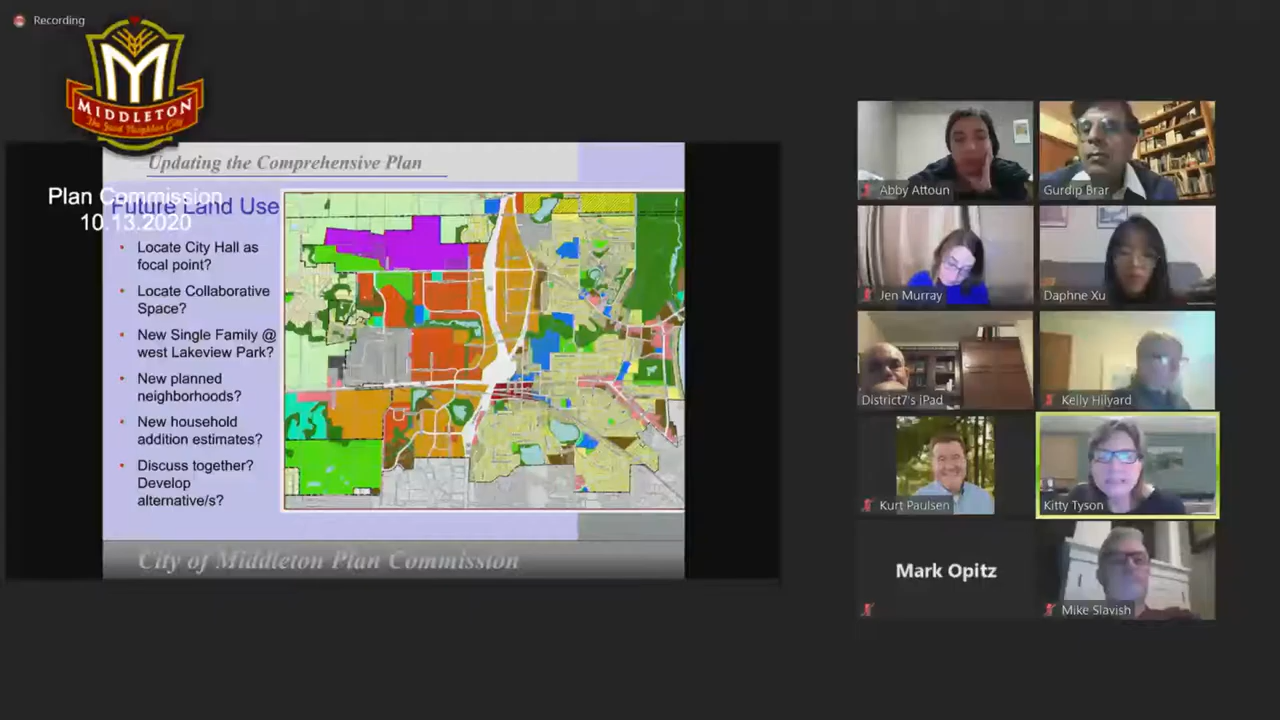 Recording
M
MIDDLETON
The Good Neighbor City
Updating the Comprehensive Plan
Plan Commission
10.13.2020
Future Land Use
• Locate City Hall as
focal point?
• Locate Collaborative
Space?
• New Single Family @
west Lakeview Park?
• New planned
neighborhoods?
• New household
addition estimates?
• Discuss together?
Develop
alternative/s?
City of Middleton Plan Commission
Abby Attoun
Gurdip Brar
Jen Murray
Daphne Xu
District7's iPad
Kelly Hilyard
Kurt Paulsen
Kitty Tyson
Mark Opitz
Mike Slavish